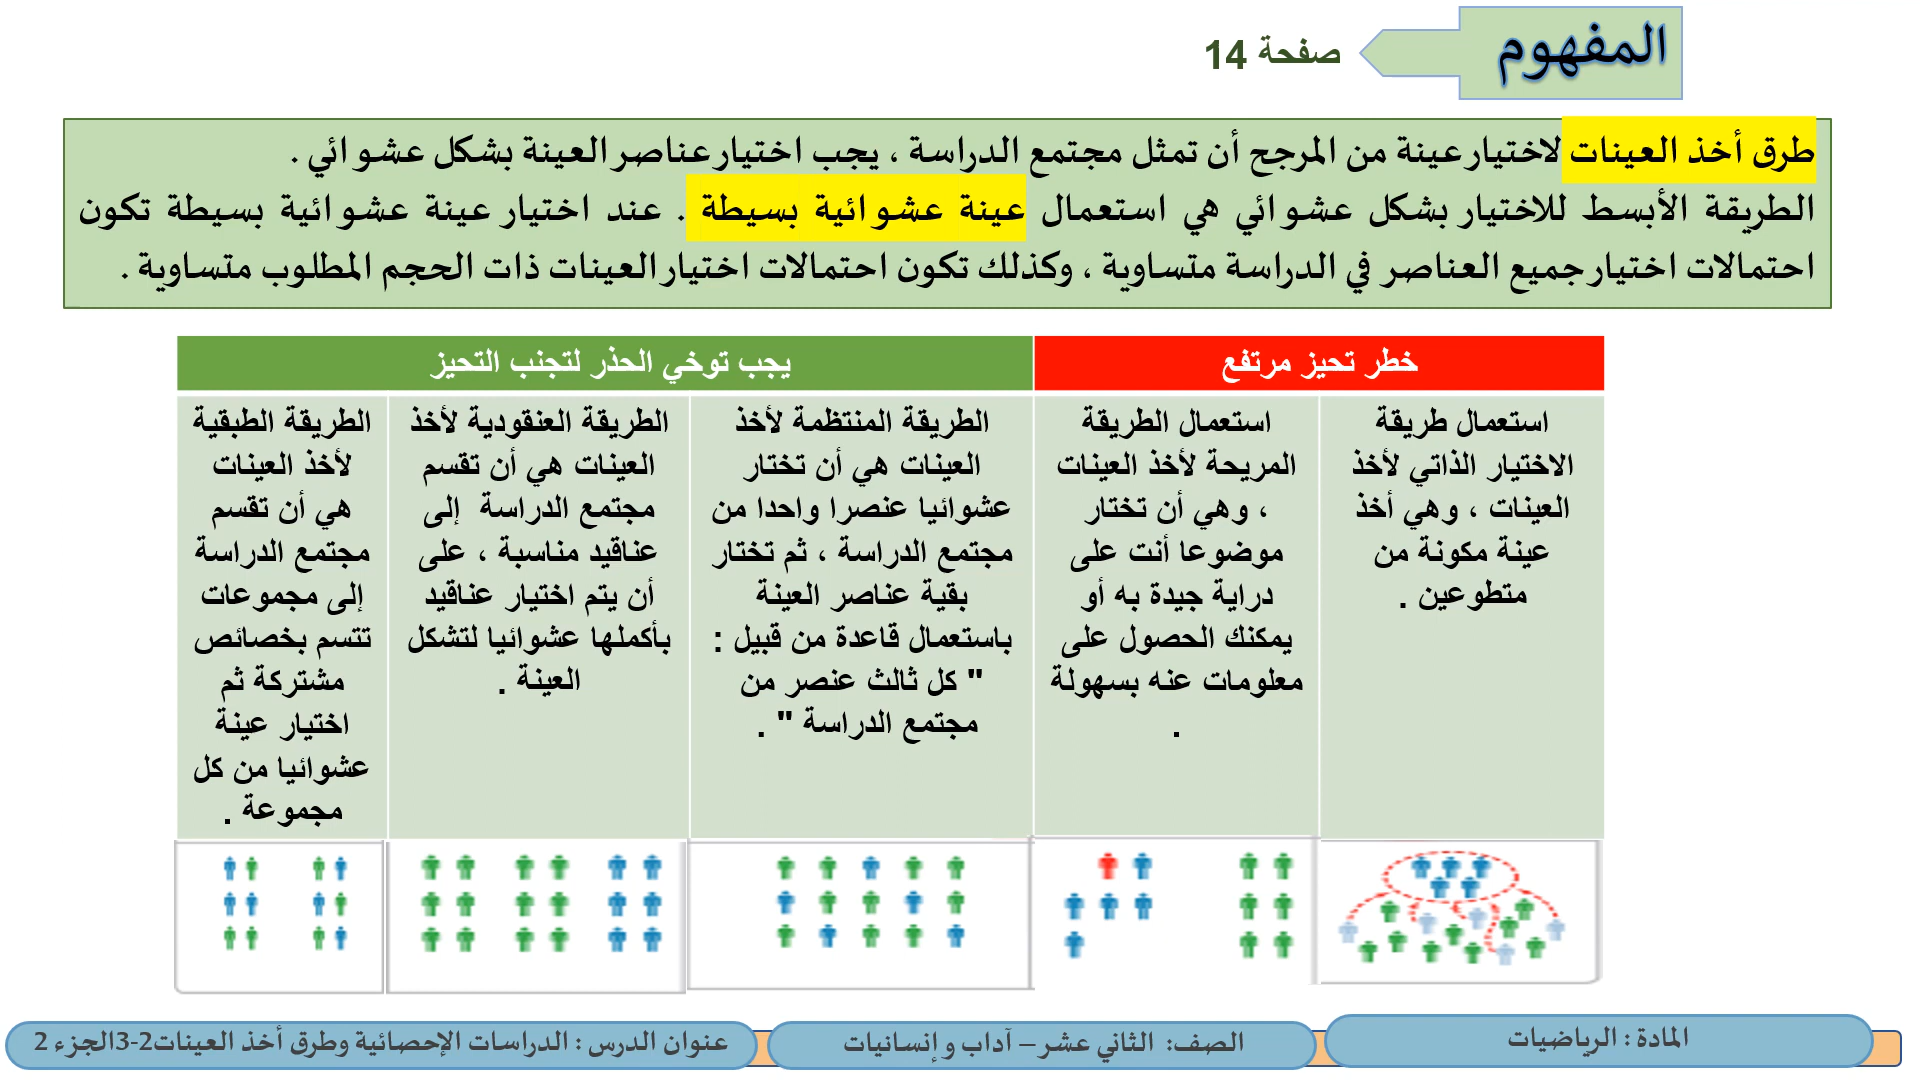 المفهوم
صفحة 14
طرق أخذ العينات لاختيار عينة من المرجح أن تمثل مجتمع الدراسة ، يجب اختيار عناصر العينة بشكل عشوائي .
الطريقة الأبسط للاختيار بشكل عشوائي هي استعمال عينة عشوائية بسيطة . عند اختيار عينة عشوائية بسيطة تكون
احتمالات اختيار جميع العناصر في الدراسة متساوية ، وكذلك تكون احتمالات اختيار العينات ذات الحجم المطلوب متساوية .
خطر تحيز مرتفع
يجب توخي الحذر لتجنب التحيز
استعمال طريقة
الاختيار الذاتي لأخذ
العينات ، وهي أخذ
عينة مكونة من
متطوعين .
استعمال الطريقة
المريحة لأخذ العينات
، وهي أن تختار
موضوعا أنت على
دراية جيدة به أو
يمكنك الحصول على
معلومات عنه بسهولة
.
الطريقة المنتظمة لأخذ
العينات هي أن تختار
عشوائيا عنصرا واحدا من
مجتمع الدراسة ، ثم تختار
بقية عناصر العينة
باستعمال قاعدة من قبيل :
" كل ثالث عنصر من
مجتمع الدراسة " .
الطريقة العنقودية لأخذ
العينات هي أن تقسم
مجتمع الدراسة إلى
عناقيد مناسبة ، على
أن يتم اختيار عناقيد
بأكملها عشوائيا لتشكل
العينة .
الطريقة الطبقية
لأخذ العينات
هي أن تقسم
مجتمع الدراسة
إلى مجموعات
تتسم بخصائص
مشتركة ثم
اختيار عينة
عشوائيا من كل
مجموعة .
المادة : الرياضيات
الصف: الثاني عشر – آداب وإنسانيات
عنوان الدرس : الدراسات الإحصائية وطرق أخذ العينات2-3الجزء 2